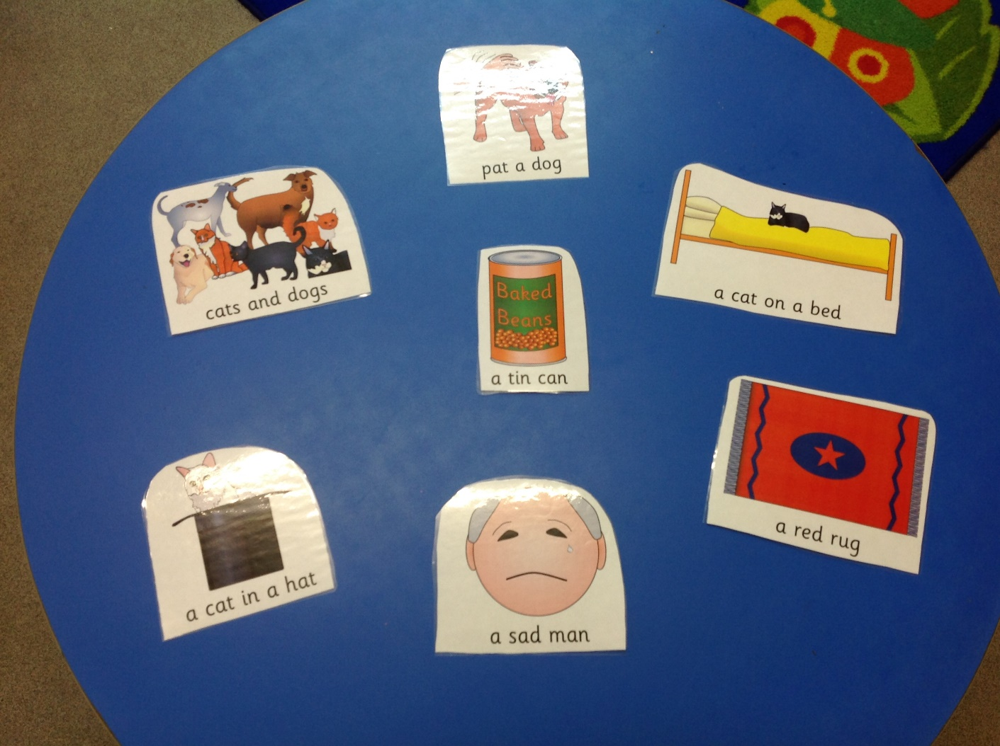 pat a dog
cats and dogs
a cat on a bed
Baked
Beans
a tin can
a red rug
a cat in a hat
a sad man